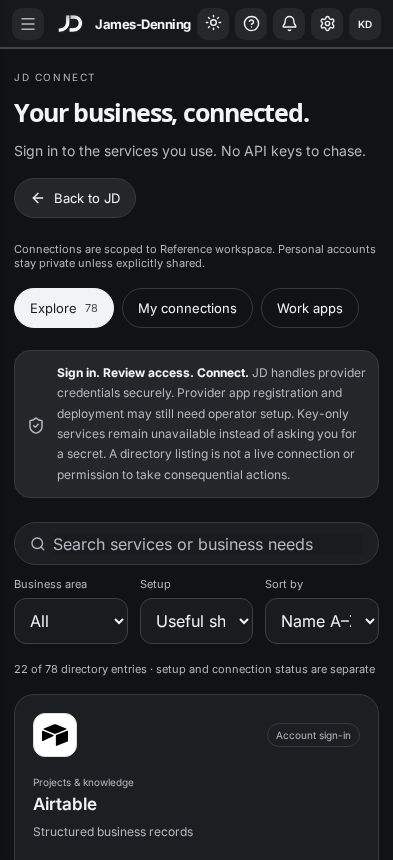 JD James-Denning KD
JD CONNECT
Your business, connected.
Sign in to the services you use. No API keys to chase.
Back to JD
Connections are scoped to Reference workspace. Personal accounts
stay private unless explicitly shared.
Explore 78 My connections Work apps
Sign in. Review access. Connect. JD handles provider
credentials securely. Provider app registration and
deployment may still need operator setup. Key-only
services remain unavailable instead of asking you for
a secret. A directory listing is not a live connection or
permission to take consequential actions.
Search services or business needs
Business area Setup Sort by
All Useful sh Name A–
22 of 78 directory entries · setup and connection status are separate
Account sign-in
Projects & knowledge
Airtable
Structured business records